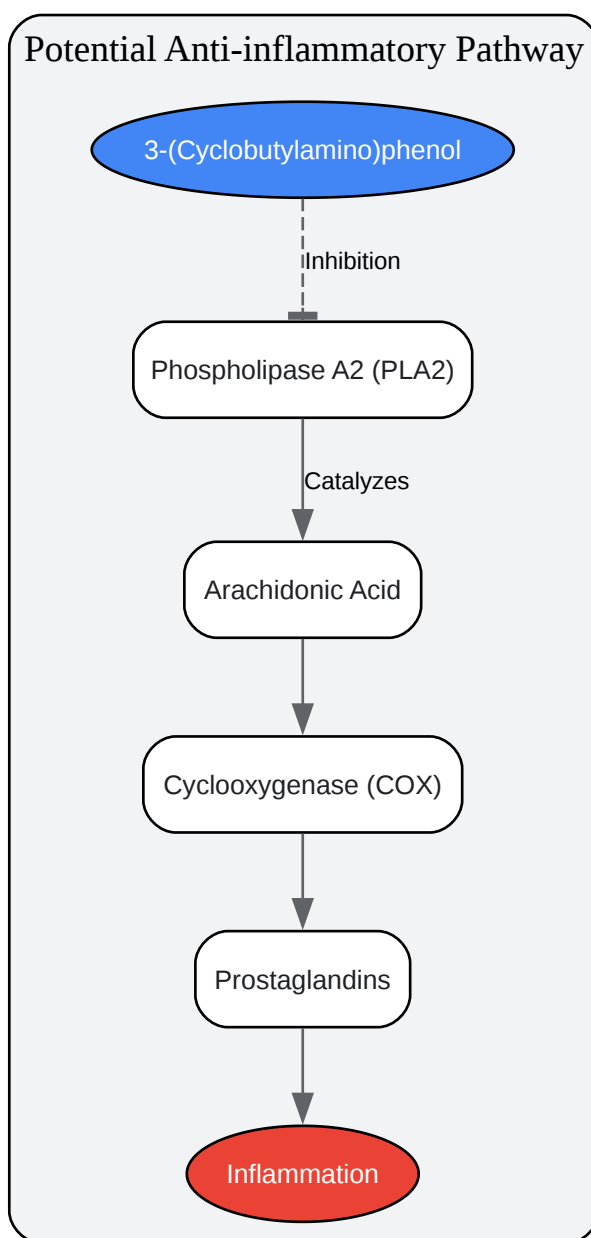 Potential Anti-inflammatory Pathway
3-(Cyclobutylamino)phenol
Inhibition
Phospholipase A2 (PLA2)
Catalyzes
Arachidonic Acid
Cyclooxygenase (COX)
Prostaglandins
Inflammation